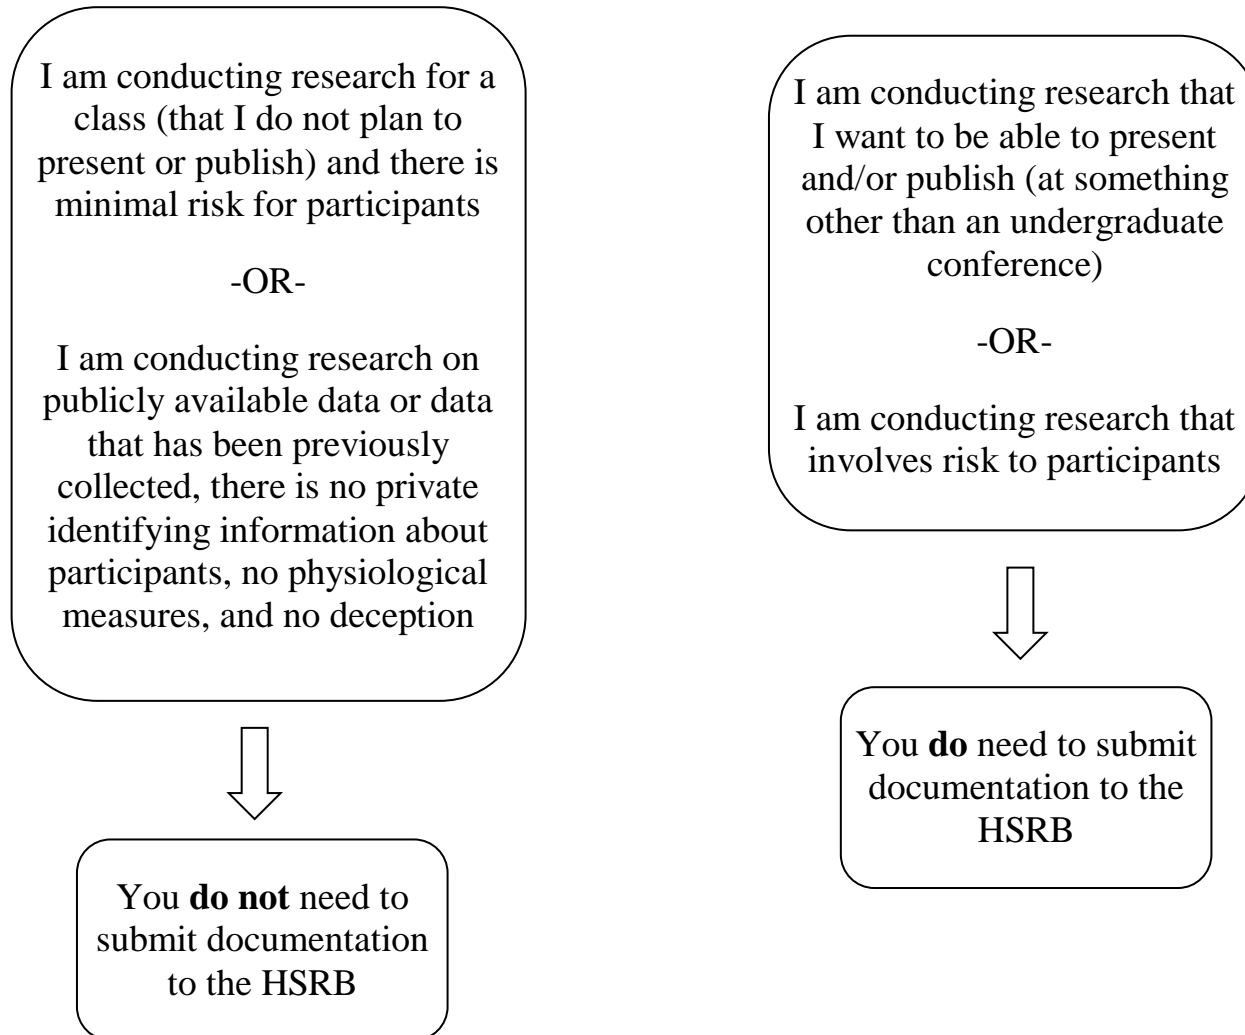 I am conducting research for a
class (that I do not plan to
present or publish) and there is
minimal risk for participants
-OR-
I am conducting research on
publicly available data or data
that has been previously
collected, there is no private
identifying information about
participants, no physiological
measures, and no deception
You do not need to
submit documentation
to the HSRB
I am conducting research that
I want to be able to present
and/or publish (at something
other than an undergraduate
conference)
-OR-
I am conducting research that
involves risk to participants
You do need to submit
documentation to the
HSRB